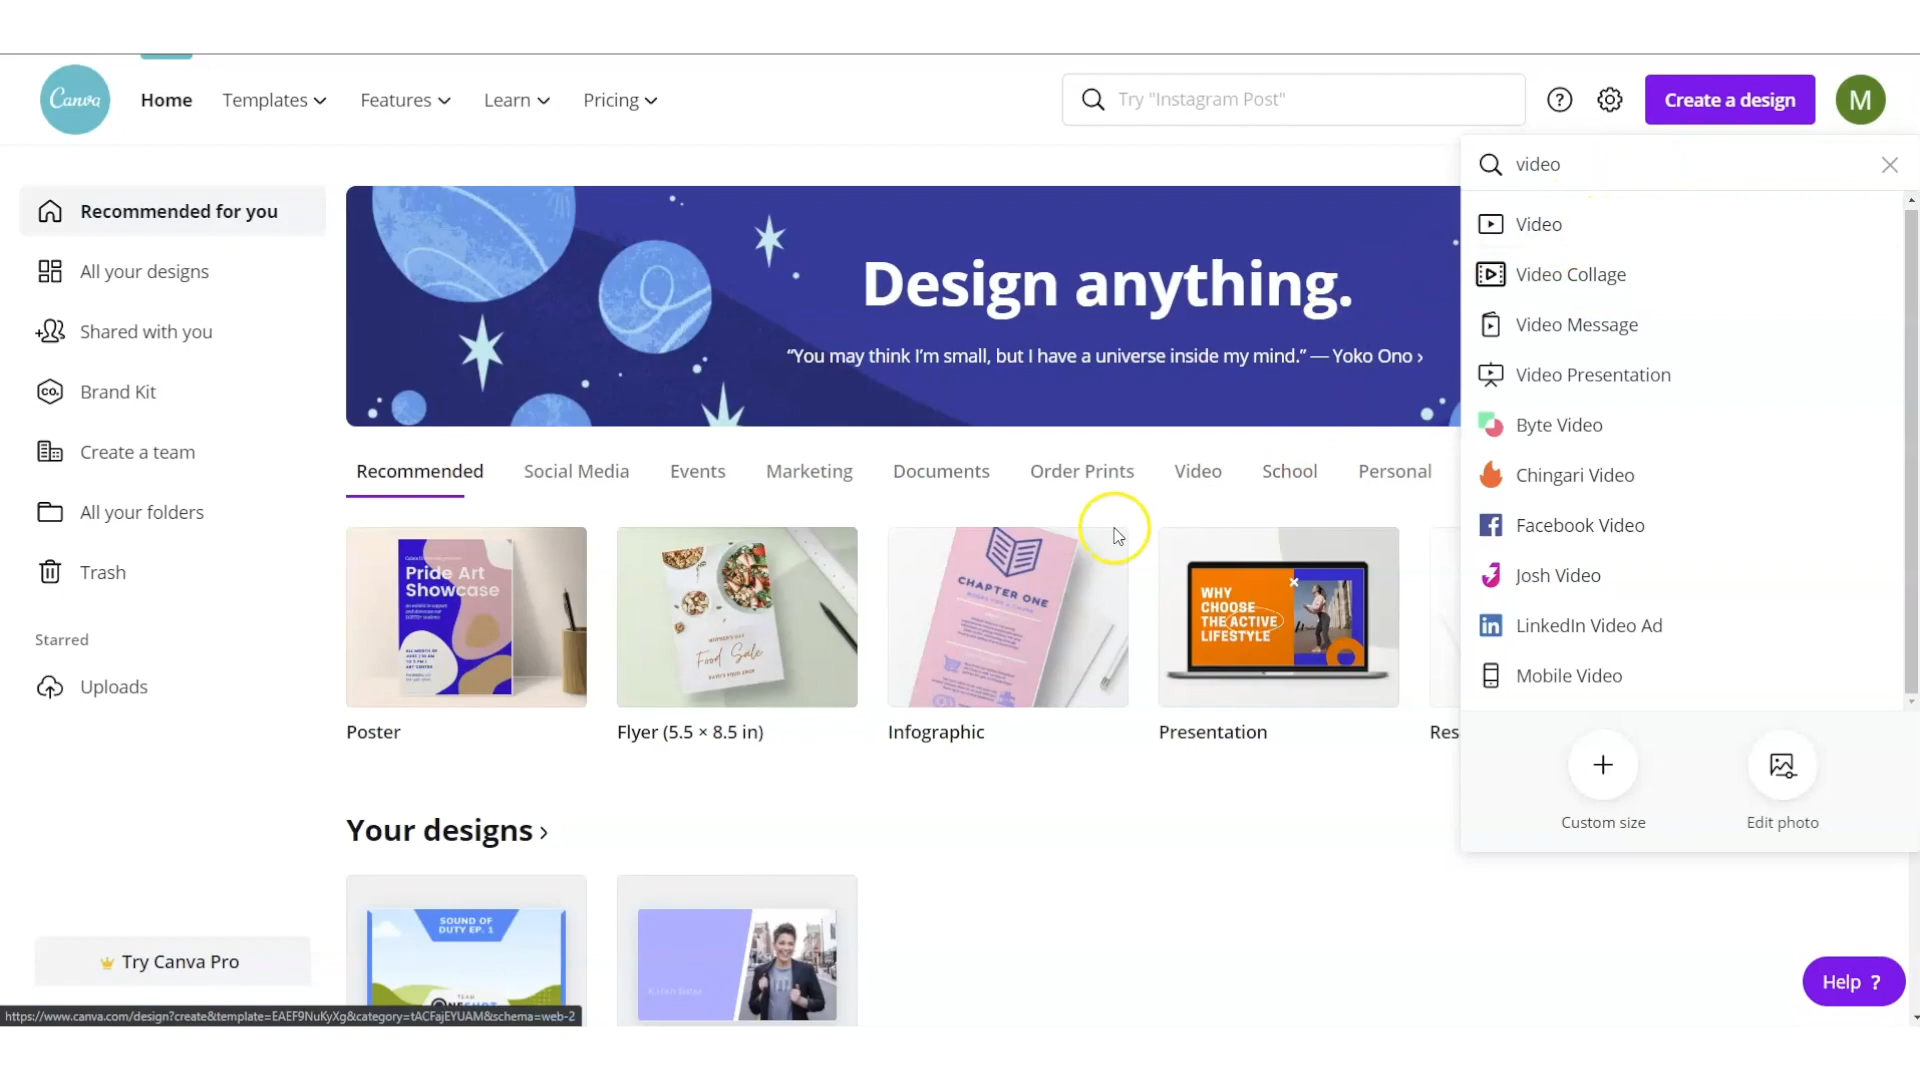 Canva
Home
Templates
Features
Learn
Pricing
Try "Instagram Post"
Create a design
M
video
Video
Video Collage
Video Message
Video Presentation
Byte Video
Chingari Video
Facebook Video
Josh Video
LinkedIn Video Ad
Mobile Video
Custom size
Edit photo
Recommended for you
All your designs
Shared with you
CO.
Brand Kit
Create a team
All your folders
Trash
Starred
Uploads
Try Canva Pro
Design anything.
“You may think I’m small, but I have a universe inside my mind.” — Yoko Ono ›
Recommended
Social Media
Events
Marketing
Documents
Order Prints
Video
School
Personal
Pride Art
Showcase
Food Sale
CHAPTER ONE
WHY
CHOOSE
THE ACTIVE
LIFESTYLE
Poster
Flyer (5.5 × 8.5 in)
Infographic
Presentation
Res
Your designs ›
SOUND OF
DUTY EP. 1
TEAM
ONESHOT
Help ?
https://www.canva.com/design?create&template=EAEF9NuKyXg&category=tACFajEYUAM&schema=web-2